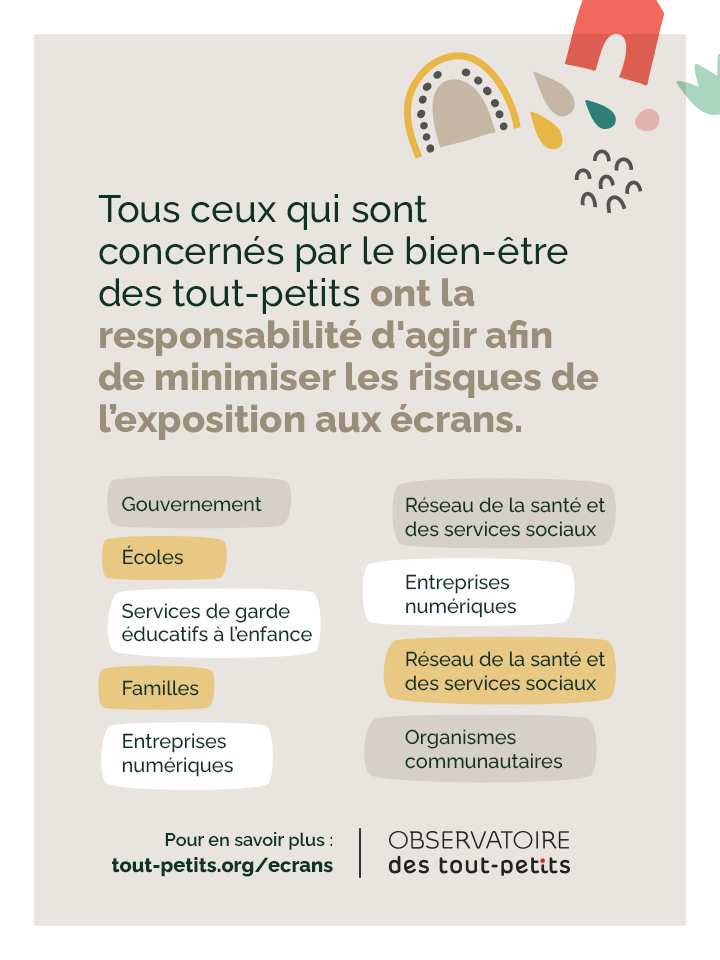 Tous ceux qui sont
concernés par le bien-être
des tout-petits ont la
responsabilité d'agir afin
de minimiser les risques de
l’exposition aux écrans.
Gouvernement
Écoles
Services de garde
éducatifs à l’enfance
Familles
Entreprises
numériques
Réseau de la santé et
des services sociaux
Entreprises
numériques
Réseau de la santé et
des services sociaux
Organismes
communautaires
Pour en savoir plus :
tout-petits.org/ecrans
OBSERVATOIRE
des tout-petits